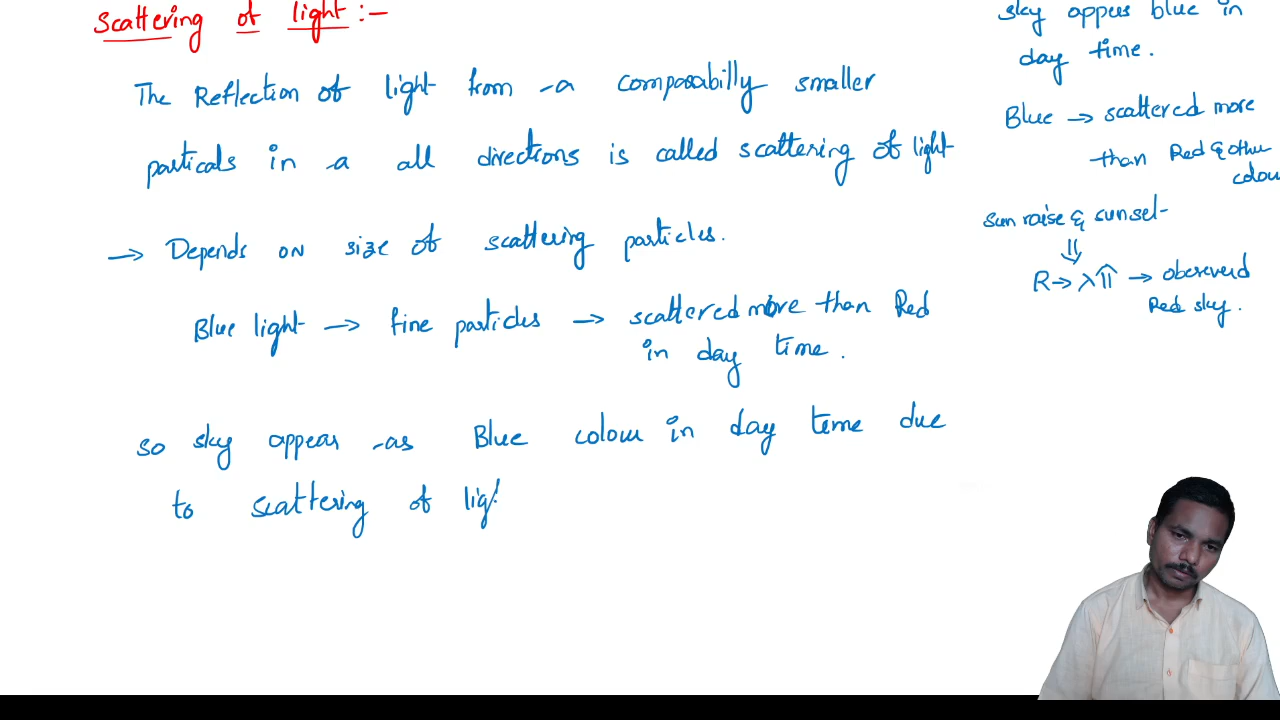 Scattering of light :-
The Reflection of light from a composabilly smaller
particals in a all directions is called scattering of light
→ Depends on size of scattering particles.
Blue light → fine particles → scattered more than Red
in day time.
so sky appear as Blue colour in day time due
to scattering of lig
sky appers blue in
day time.
Blue → scattered more
than Red & other
colou
sun raise & sunset
⇓
R → λ⇑ → obsereved
Red sky.